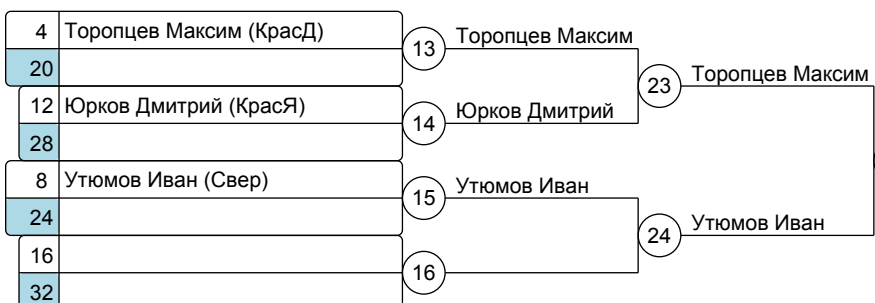 4 Торопцев Максим (КрасД)
20
13 Торопцев Максим
12 Юрков Дмитрий (КрасЯ)
28
14 Юрков Дмитрий
23 Торопцев Максим
8 Утюмов Иван (Свер)
24
15 Утюмов Иван
16
32
16
24 Утюмов Иван